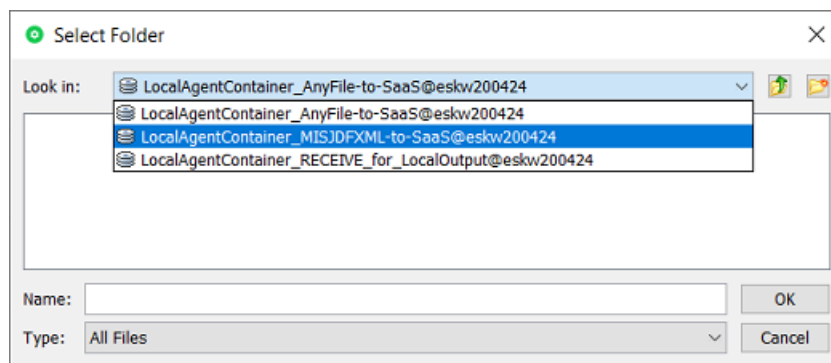 Select Folder
Look in: LocalAgentContainer_AnyFile-to-SaaS@eskw200424
LocalAgentContainer_AnyFile-to-SaaS@eskw200424
LocalAgentContainer_MISJDFXML-to-SaaS@eskw200424
LocalAgentContainer_RECEIVE_for_LocalOutput@eskw200424
Name: OK
Type: All Files Cancel